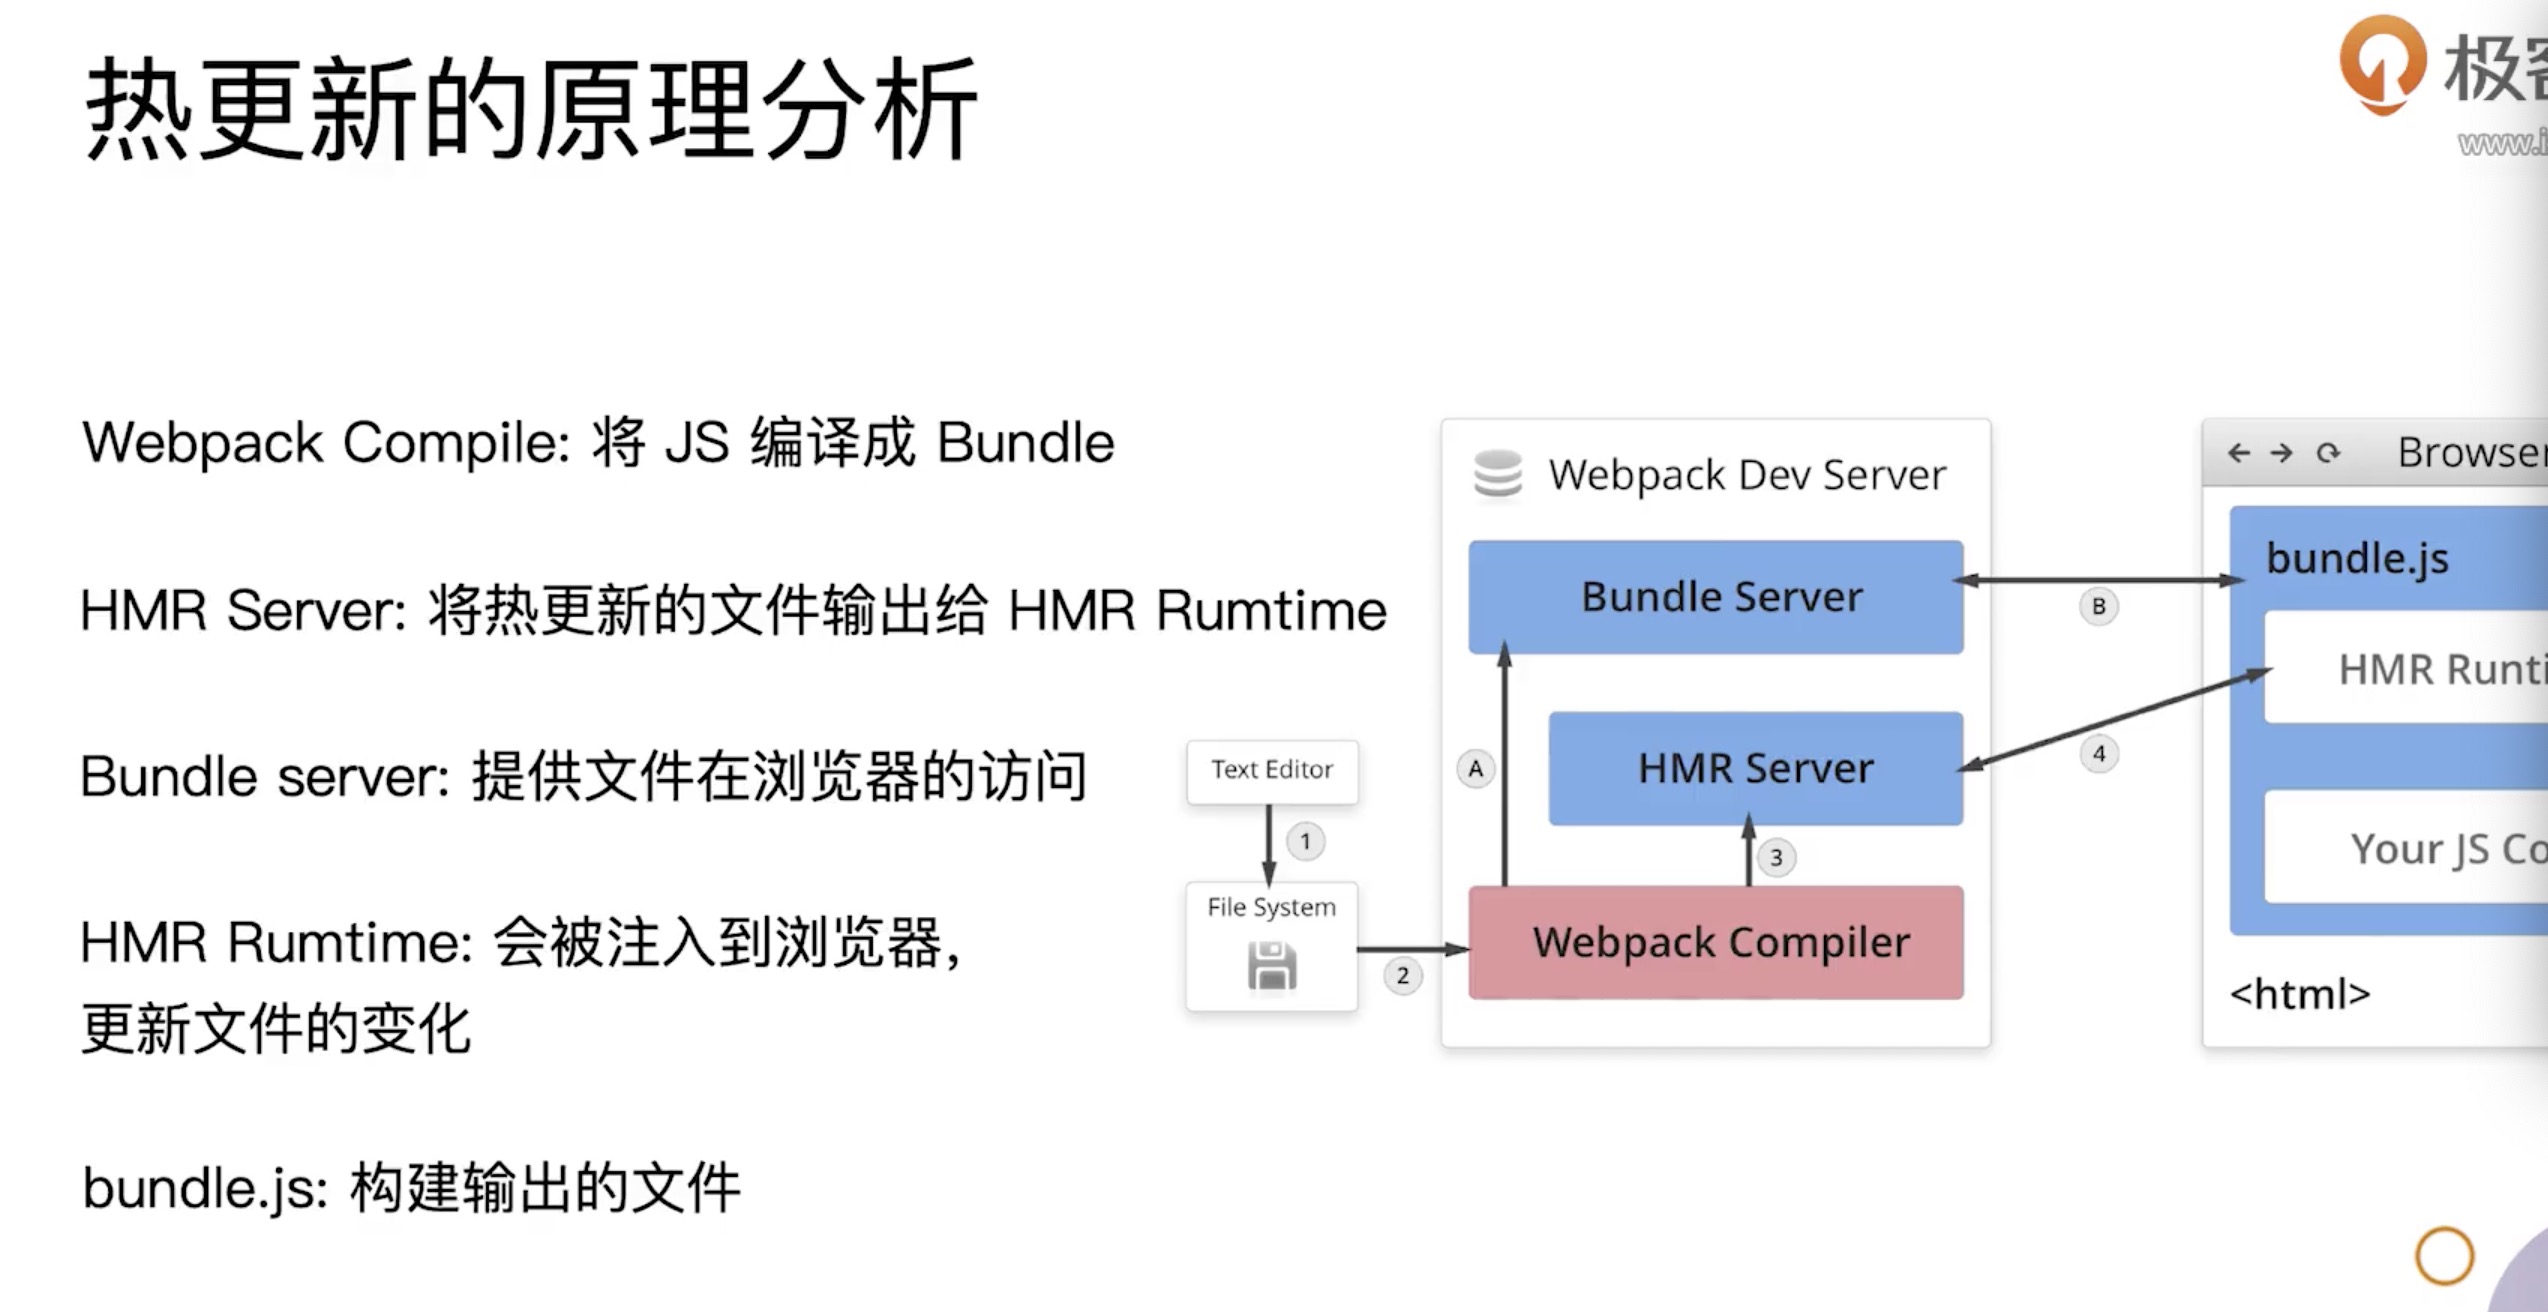 热更新的原理分析
极
www.i
Webpack Compile: 将 JS 编译成 Bundle
HMR Server: 将热更新的文件输出给 HMR Rumtime
Bundle server: 提供文件在浏览器的访问
HMR Rumtime: 会被注入到浏览器,
更新文件的变化
bundle.js: 构建输出的文件
Text Editor
1
File System
2
Webpack Dev Server
Bundle Server
A
HMR Server
3
Webpack Compiler
B
4
Browser
bundle.js
HMR Runti
Your JS Co
<html>